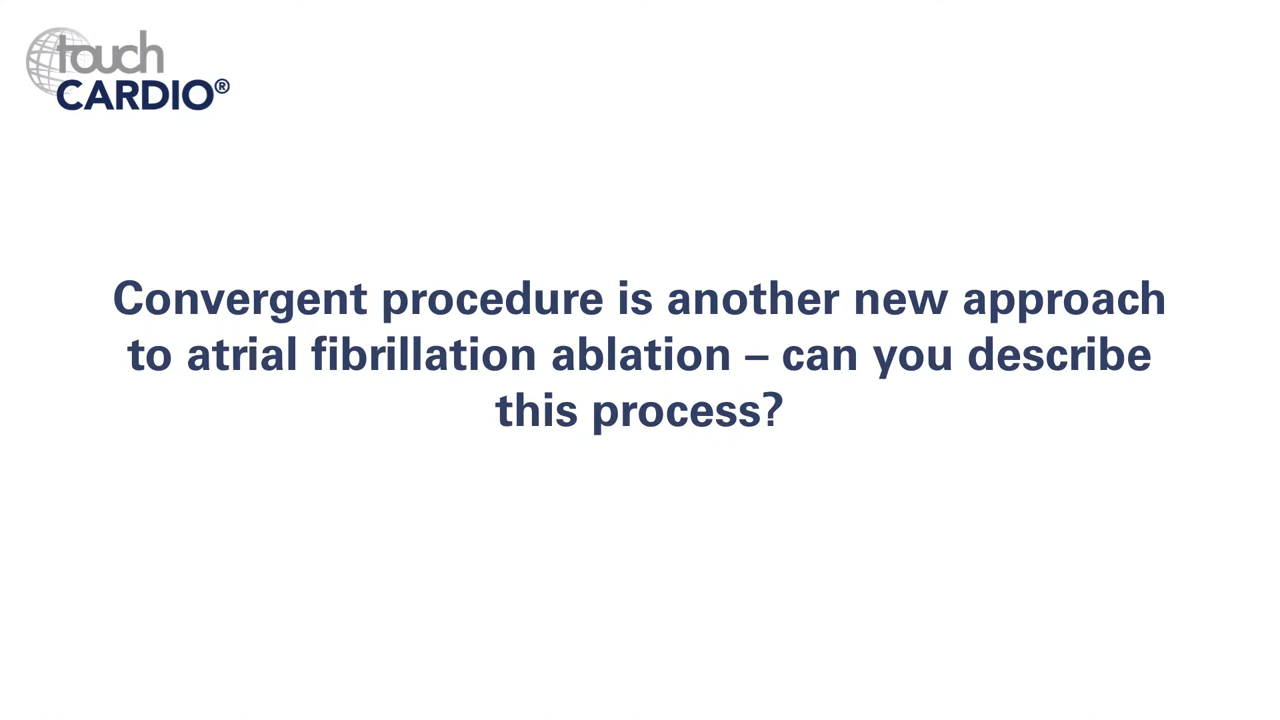 touch
CARDIO®
Convergent procedure is another new approach
to atrial fibrillation ablation – can you describe
this process?